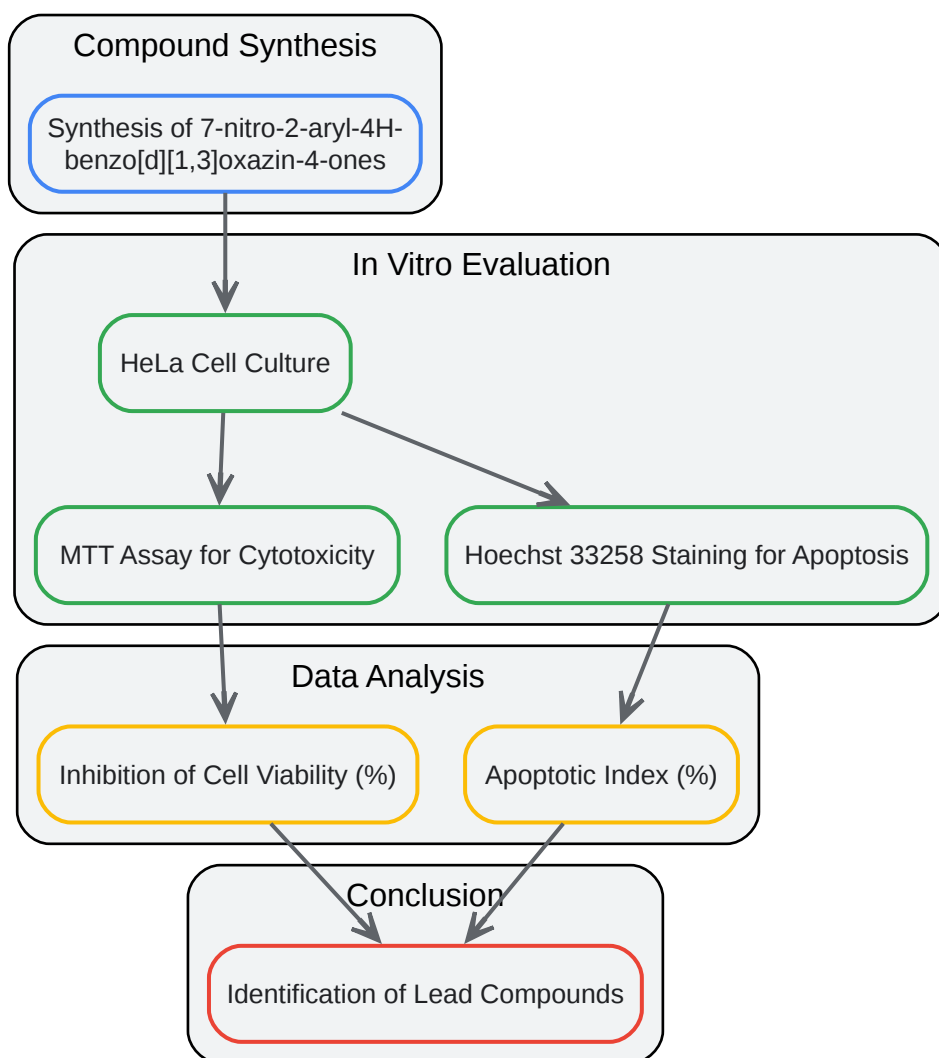 Compound Synthesis
Synthesis of 7-nitro-2-aryl-4H-
benzo[d][1,3]oxazin-4-ones
In Vitro Evaluation
HeLa Cell Culture
MTT Assay for Cytotoxicity
Hoechst 33258 Staining for Apoptosis
Data Analysis
Inhibition of Cell Viability (%)
Apoptotic Index (%)
Conclusion
Identification of Lead Compounds